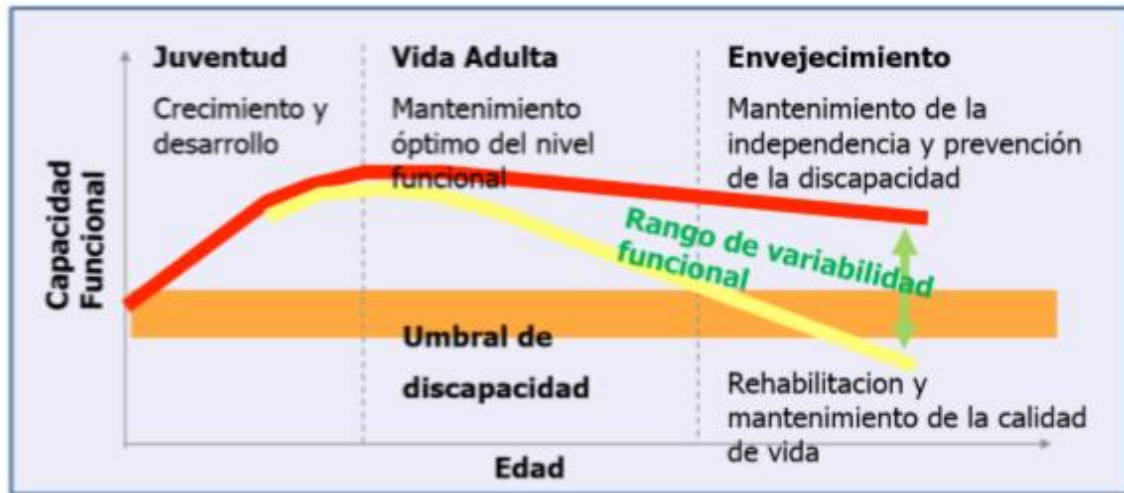 Juventud
Crecimiento y
desarrollo
Vida Adulta
Mantenimiento
óptimo del nivel
funcional
Envejecimiento
Mantenimiento de la
independencia y prevención
de la discapacidad
Capacidad
Funcional
Rango de variabilidad
funcional
Umbral de
discapacidad
Rehabilitacion y
mantenimiento de la calidad
de vida
Edad